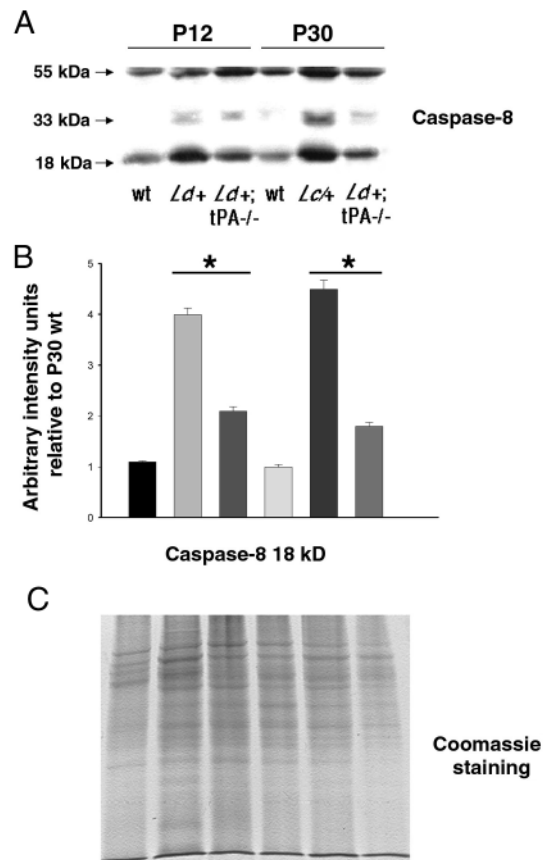 A
P12 P30
55 kDa
33 kDa
Caspase-8
18 kDa
wt Ld+ Ld+; wt Lc/+ Ld+;
tPA-/- tPA-/-
B
Arbitrary intensity units
relative to P30 wt
5
* *
4
3
2
1
0
Caspase-8 18 kD
C
Coomassie
staining